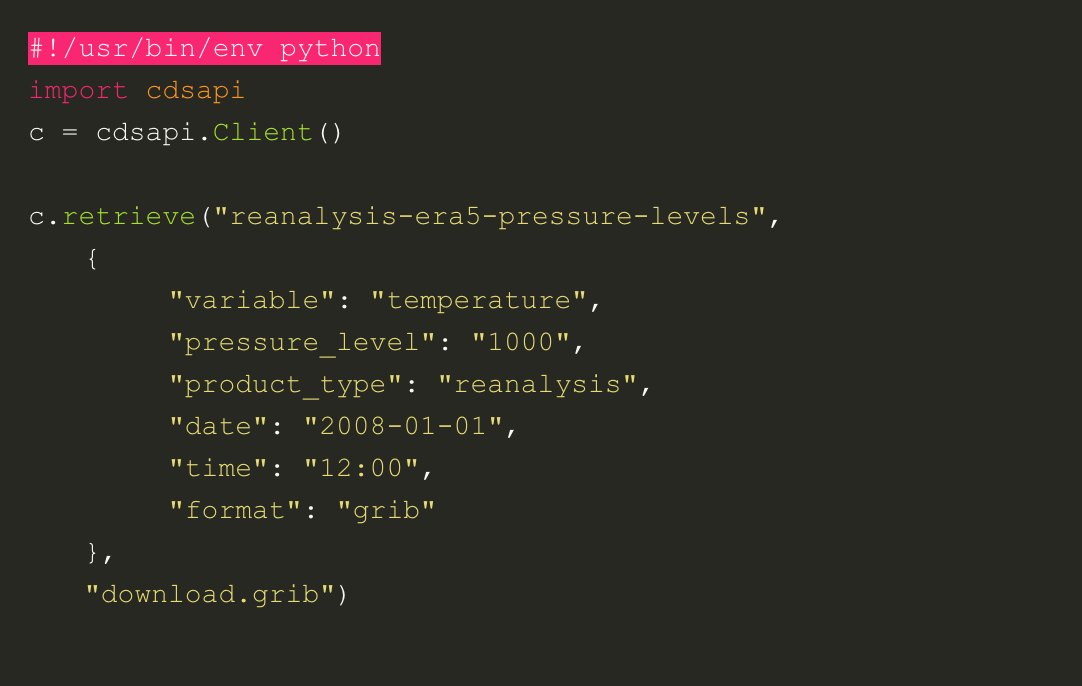 #!/usr/bin/env python
import cdsapi
c = cdsapi.Client()
c.retrieve("reanalysis-era5-pressure-levels",
{
"variable": "temperature",
"pressure_level": "1000",
"product_type": "reanalysis",
"date": "2008-01-01",
"time": "12:00",
"format": "grib"
},
"download.grib")